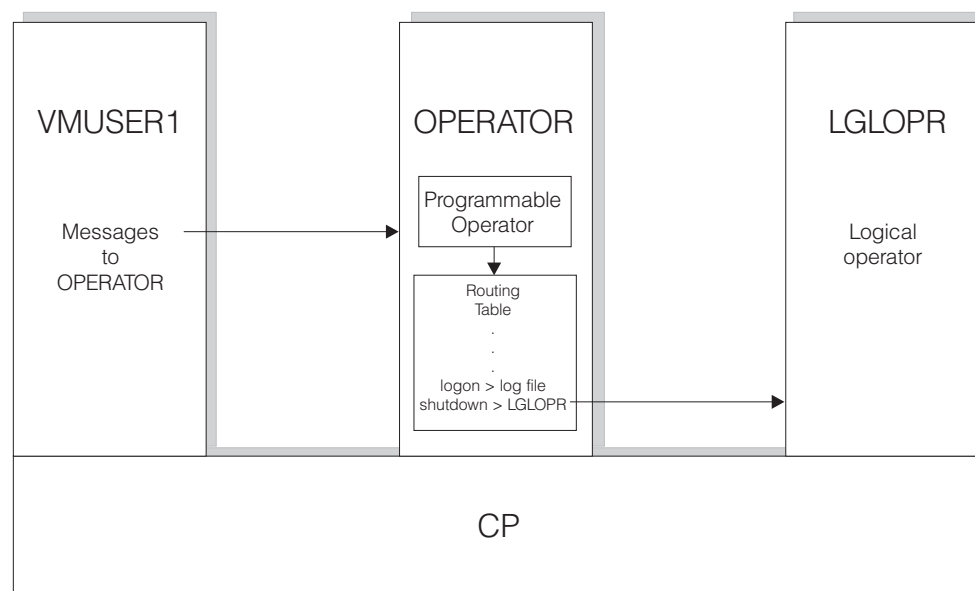 VMUSER1
Messages
to
OPERATOR
OPERATOR
Programmable
Operator
Routing
Table
.
.
.
logon > log file
shutdown > LGLOPR
LGLOPR
Logical
operator
CP